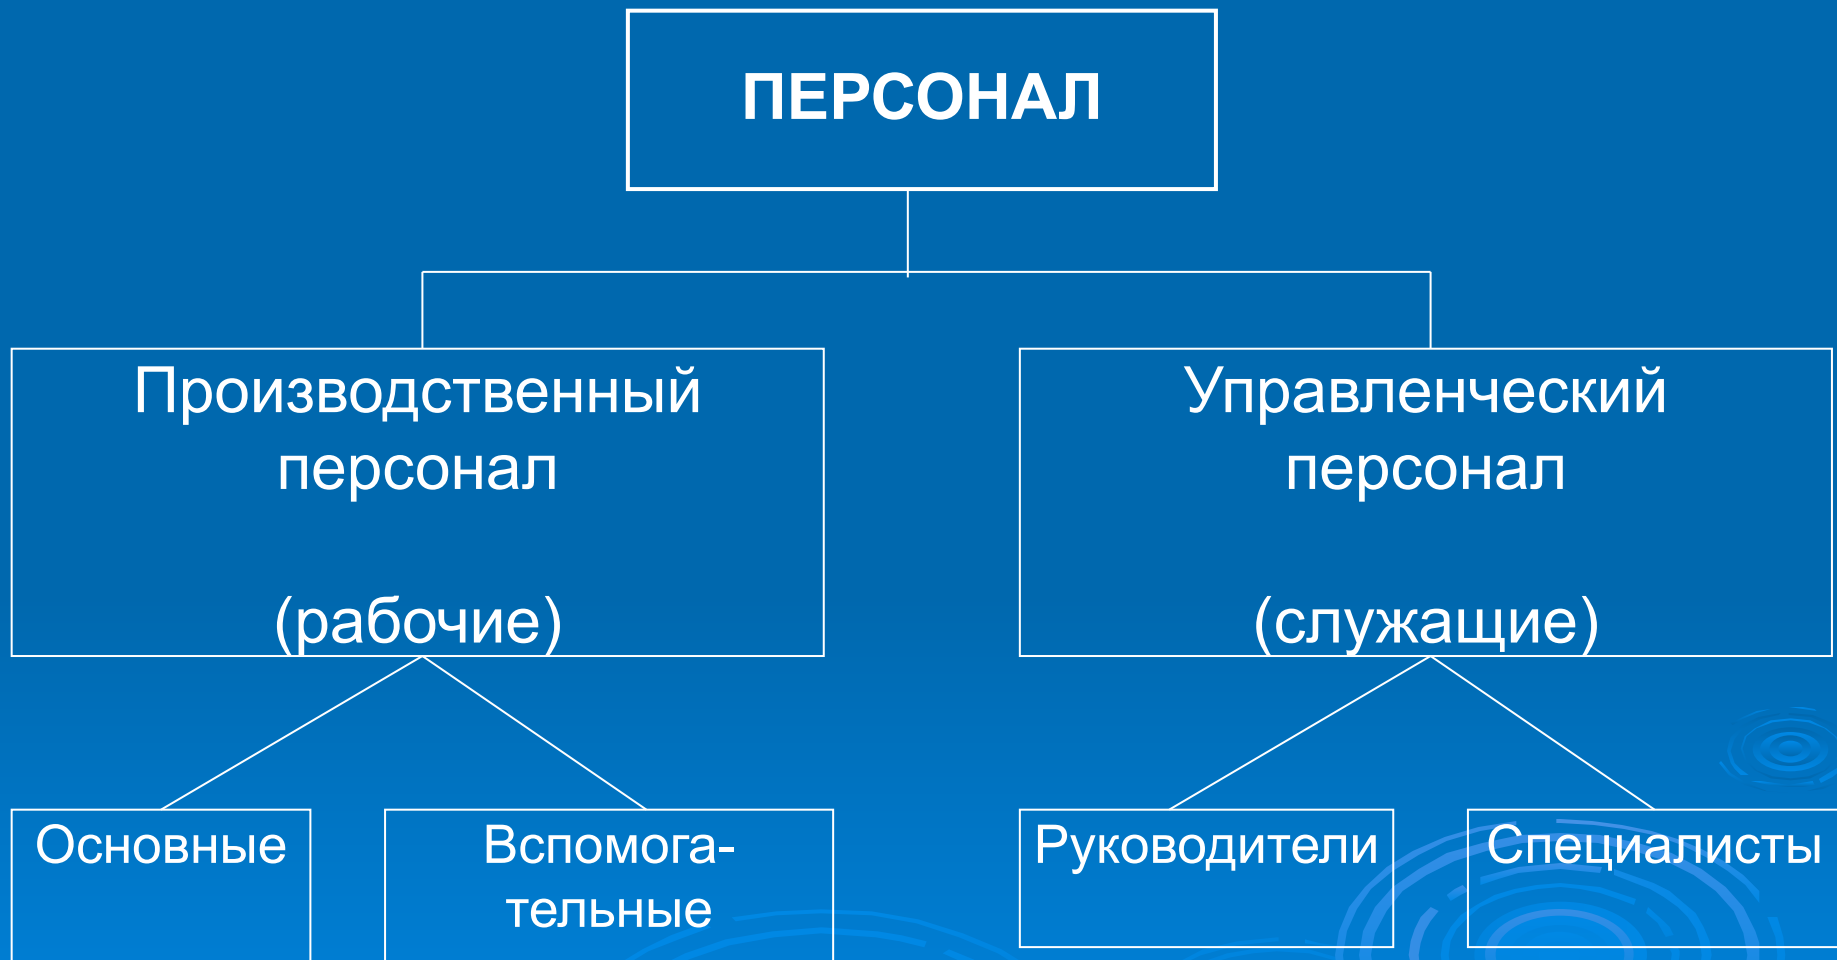 ПЕРСОНАЛ
Производственный
персонал
(рабочие)
Управленческий
персонал
(служащие)
Основные
Вспомога-
тельные
Руководители
Специалисты